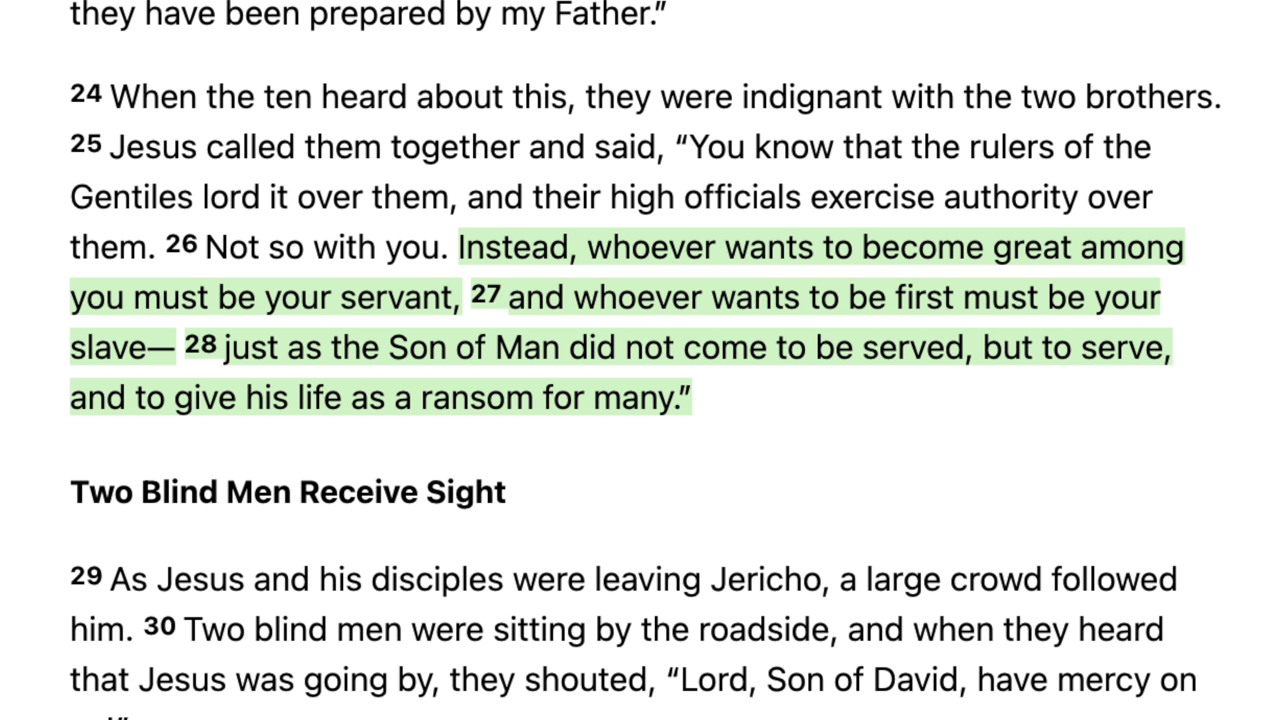 they have been prepared by my Father.”
24 When the ten heard about this, they were indignant with the two brothers.
25 Jesus called them together and said, “You know that the rulers of the
Gentiles lord it over them, and their high officials exercise authority over
them. 26 Not so with you. Instead, whoever wants to become great among
you must be your servant, 27 and whoever wants to be first must be your
slave— 28 just as the Son of Man did not come to be served, but to serve,
and to give his life as a ransom for many.”
Two Blind Men Receive Sight
29 As Jesus and his disciples were leaving Jericho, a large crowd followed
him. 30 Two blind men were sitting by the roadside, and when they heard
that Jesus was going by, they shouted, “Lord, Son of David, have mercy on